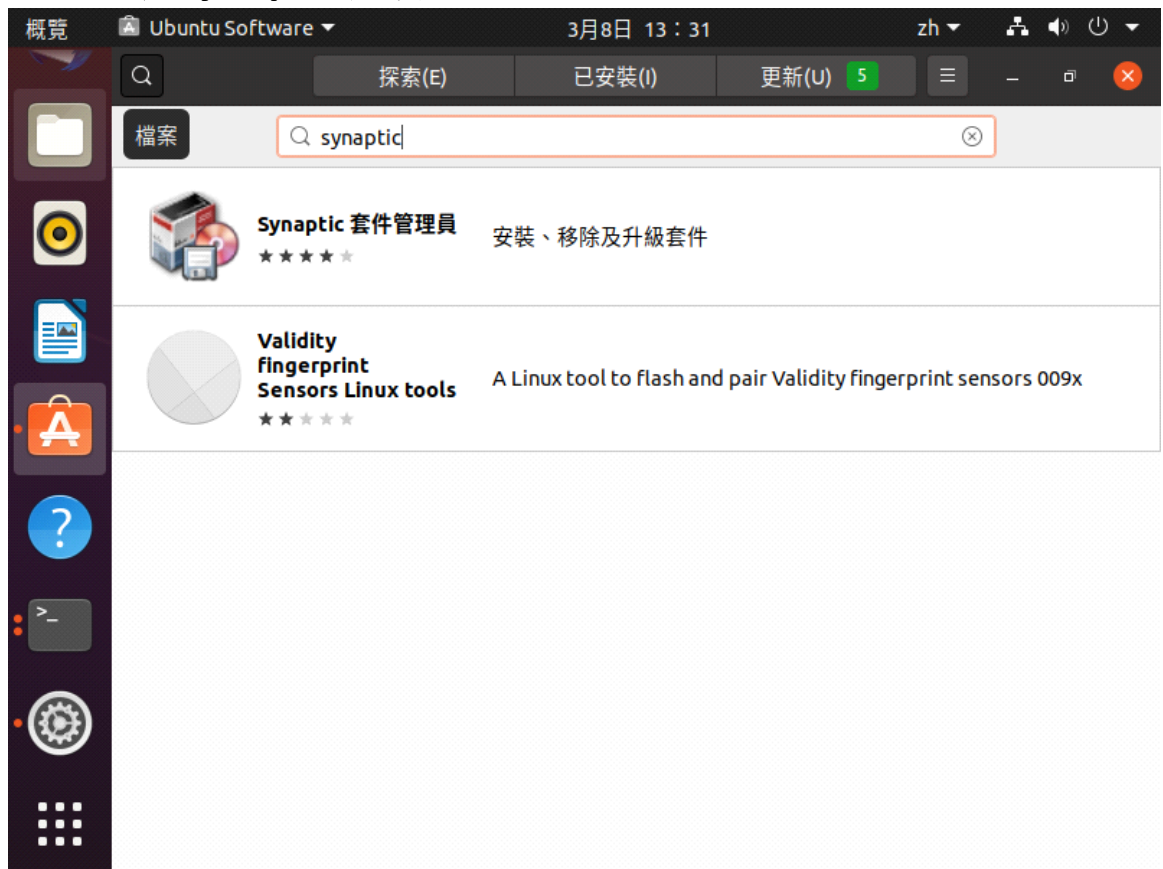 概覽 Ubuntu Software 3月8日 13：31 zh
探索(E) 已安裝(I) 更新(U) 5
檔案 synaptic
Synaptic 套件管理員
安裝、移除及升級套件
Validity
fingerprint
Sensors Linux tools
A Linux tool to flash and pair Validity fingerprint sensors 009x